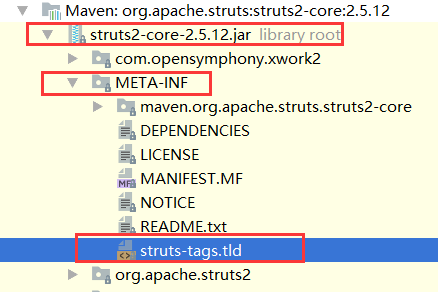 Maven: org.apache.struts:struts2-core:2.5.12
struts2-core-2.5.12.jar library root
com.opensymphony.xwork2
META-INF
maven.org.apache.struts.struts2-core
DEPENDENCIES
LICENSE
MF MANIFEST.MF
NOTICE
README.txt
struts-tags.tld
org.apache.struts2